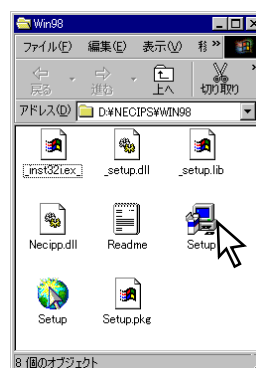 Win98
ファイル(F) 編集(E) 表示(V) 移 »
戻る 進む 上へ 切り取り »
アドレス(D) D:¥NECIPS¥WIN98
_inst32i.ex_ _setup.dll _setup.lib
Necipp.dll Readme Setup
Setup Setup.pkg
8 個のオブジェクト